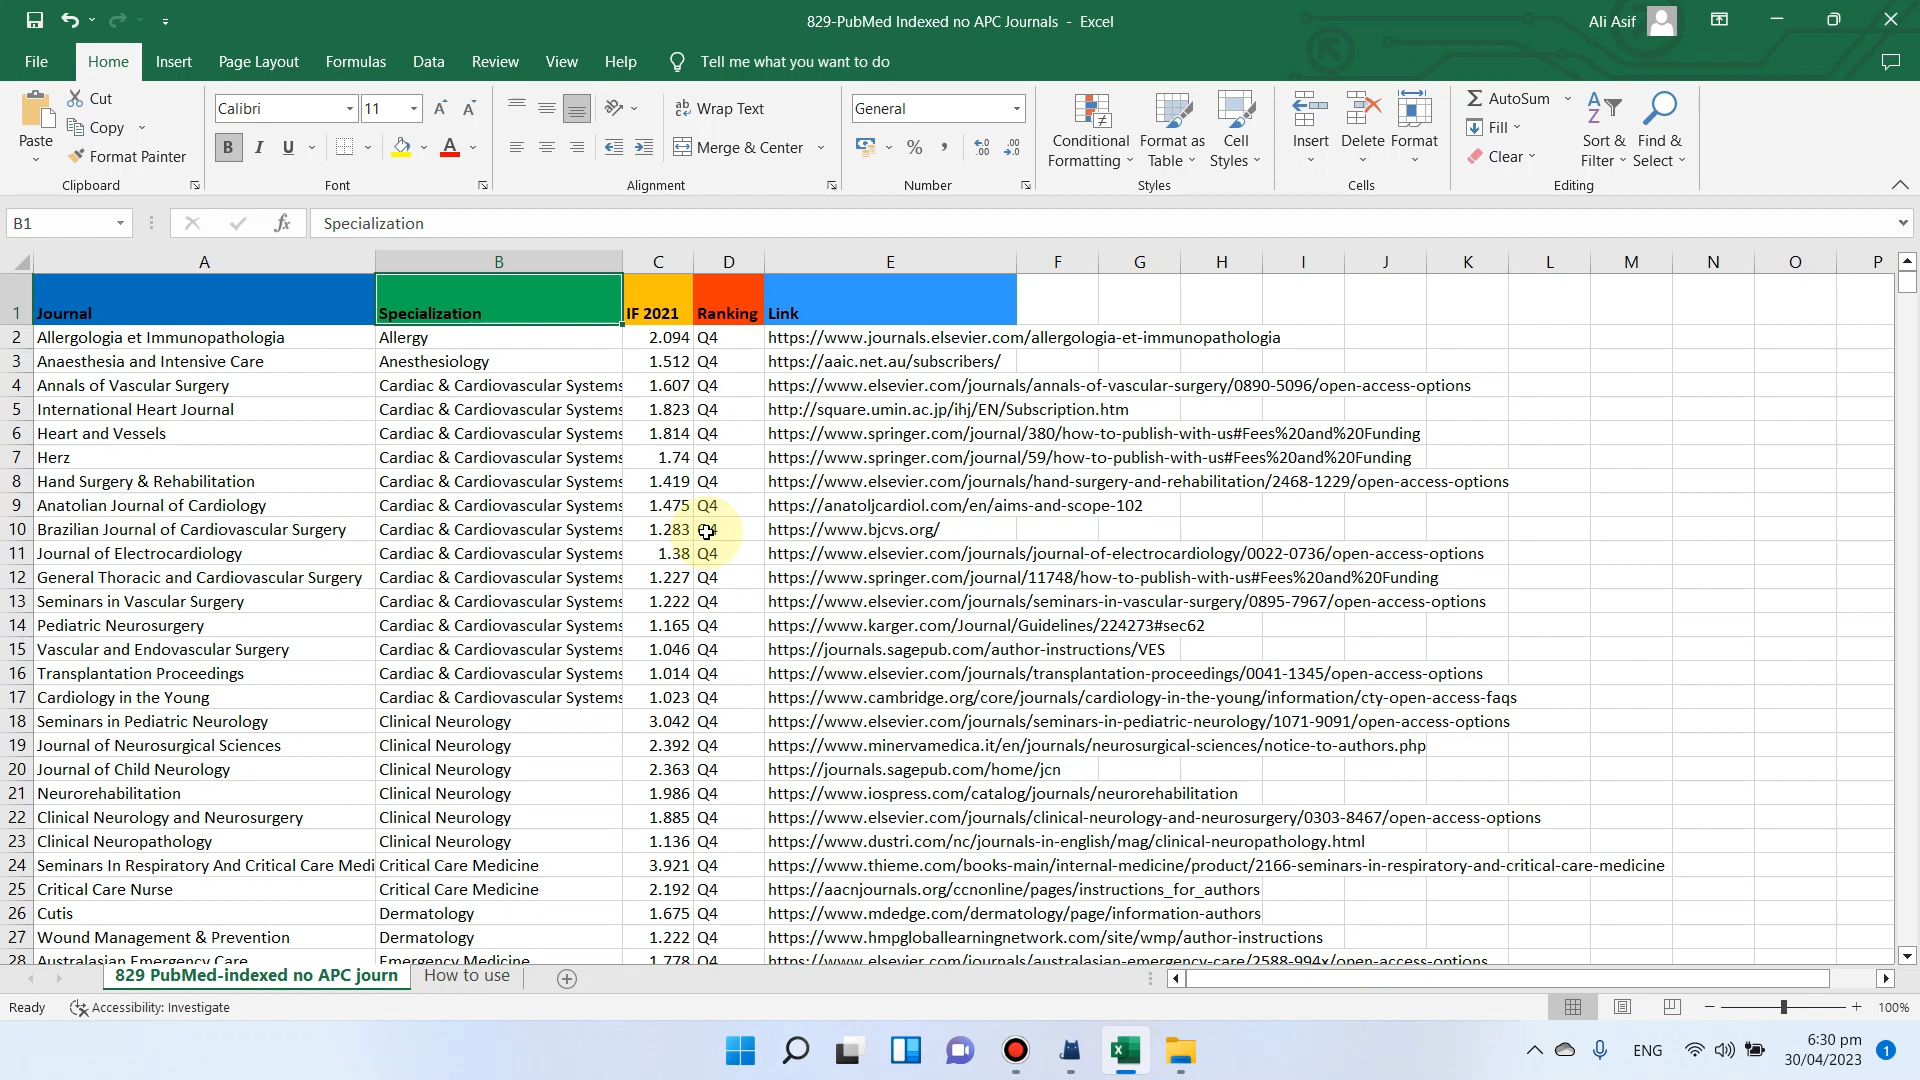 829-PubMed Indexed no APC Journals - Excel
Ali Asif
File Home Insert Page Layout Formulas Data Review View Help Tell me what you want to do
Cut
Copy
Format Painter
Paste
Clipboard
Calibri 11
B I U
Font
Wrap Text
Merge & Center
Alignment
General
Number
Conditional Formatting
Format as Table
Cell Styles
Styles
Insert Delete Format
Cells
AutoSum
Fill
Clear
Sort & Filter
Find & Select
Editing
B1 fx Specialization
A B C D E F G H I J K L M N O P
1 Journal Specialization IF 2021 Ranking Link
2 Allergologia et Immunopathologia Allergy 2.094 Q4 https://www.journals.elsevier.com/allergologia-et-immunopathologia
3 Anaesthesia and Intensive Care Anesthesiology 1.512 Q4 https://aaic.net.au/subscribers/
4 Annals of Vascular Surgery Cardiac & Cardiovascular Systems 1.607 Q4 https://www.elsevier.com/journals/annals-of-vascular-surgery/0890-5096/open-access-options
5 International Heart Journal Cardiac & Cardiovascular Systems 1.823 Q4 http://square.umin.ac.jp/ihj/EN/Subscription.htm
6 Heart and Vessels Cardiac & Cardiovascular Systems 1.814 Q4 https://www.springer.com/journal/380/how-to-publish-with-us#Fees%20and%20Funding
7 Herz Cardiac & Cardiovascular Systems 1.74 Q4 https://www.springer.com/journal/59/how-to-publish-with-us#Fees%20and%20Funding
8 Hand Surgery & Rehabilitation Cardiac & Cardiovascular Systems 1.419 Q4 https://www.elsevier.com/journals/hand-surgery-and-rehabilitation/2468-1229/open-access-options
9 Anatolian Journal of Cardiology Cardiac & Cardiovascular Systems 1.475 Q4 https://anatoljcardiol.com/en/aims-and-scope-102
10 Brazilian Journal of Cardiovascular Surgery Cardiac & Cardiovascular Systems 1.283 Q4 https://www.bjcvs.org/
11 Journal of Electrocardiology Cardiac & Cardiovascular Systems 1.38 Q4 https://www.elsevier.com/journals/journal-of-electrocardiology/0022-0736/open-access-options
12 General Thoracic and Cardiovascular Surgery Cardiac & Cardiovascular Systems 1.227 Q4 https://www.springer.com/journal/11748/how-to-publish-with-us#Fees%20and%20Funding
13 Seminars in Vascular Surgery Cardiac & Cardiovascular Systems 1.222 Q4 https://www.elsevier.com/journals/seminars-in-vascular-surgery/0895-7967/open-access-options
14 Pediatric Neurosurgery Cardiac & Cardiovascular Systems 1.165 Q4 https://www.karger.com/Journal/Guidelines/224273#sec62
15 Vascular and Endovascular Surgery Cardiac & Cardiovascular Systems 1.046 Q4 https://journals.sagepub.com/author-instructions/VES
16 Transplantation Proceedings Cardiac & Cardiovascular Systems 1.014 Q4 https://www.elsevier.com/journals/transplantation-proceedings/0041-1345/open-access-options
17 Cardiology in the Young Cardiac & Cardiovascular Systems 1.023 Q4 https://www.cambridge.org/core/journals/cardiology-in-the-young/information/cty-open-access-faqs
18 Seminars in Pediatric Neurology Clinical Neurology 3.042 Q4 https://www.elsevier.com/journals/seminars-in-pediatric-neurology/1071-9091/open-access-options
19 Journal of Neurosurgical Sciences Clinical Neurology 2.392 Q4 https://www.minervamedica.it/en/journals/neurosurgical-sciences/notice-to-authors.php
20 Journal of Child Neurology Clinical Neurology 2.363 Q4 https://journals.sagepub.com/home/jcn
21 Neurorehabilitation Clinical Neurology 1.986 Q4 https://www.iospress.com/catalog/journals/neurorehabilitation
22 Clinical Neurology and Neurosurgery Clinical Neurology 1.885 Q4 https://www.elsevier.com/journals/clinical-neurology-and-neurosurgery/0303-8467/open-access-options
23 Clinical Neuropathology Clinical Neurology 1.136 Q4 https://www.dustri.com/nc/journals-in-english/mag/clinical-neuropathology.html
24 Seminars In Respiratory And Critical Care Medi Critical Care Medicine 3.921 Q4 https://www.thieme.com/books-main/internal-medicine/product/2166-seminars-in-respiratory-and-critical-care-medicine
25 Critical Care Nurse Critical Care Medicine 2.192 Q4 https://aacnjournals.org/ccnonline/pages/instructions_for_authors
26 Cutis Dermatology 1.675 Q4 https://www.mdedge.com/dermatology/page/information-authors
27 Wound Management & Prevention Dermatology 1.222 Q4 https://www.hmpgloballearningnetwork.com/site/wmp/author-instructions
28 Australasian Emergency Care Emergency Medicine 1.778 Q4 https://www.elsevier.com/journals/australasian-emergency-care/2588-994x/open-access-options
829 PubMed-indexed no APC journ How to use
Ready Accessibility: Investigate 100%
ENG 6:30 pm
30/04/2023 1